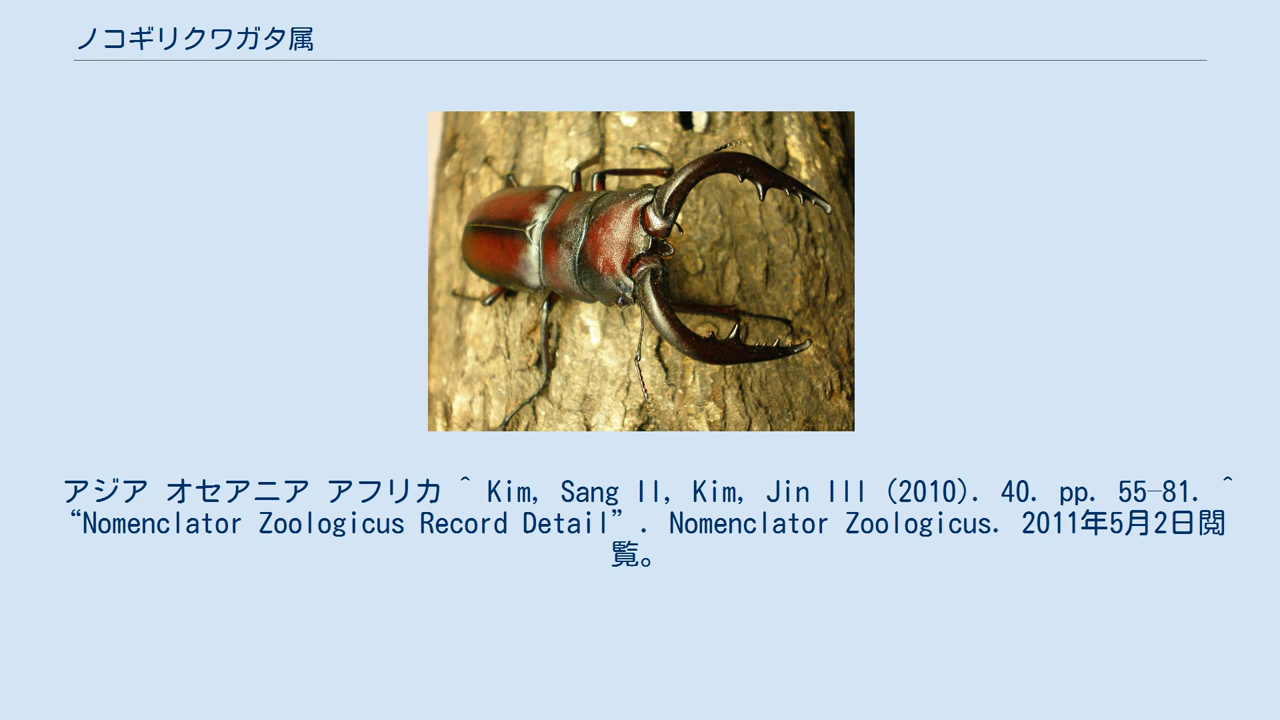 ノコギリクワガタ属
アジア オセアニア アフリカ ^ Kim, Sang II, Kim, Jin III (2010). 40. pp. 55–81. ^
“Nomenclator Zoologicus Record Detail”. Nomenclator Zoologicus. 2011年5月2日閲
覧。